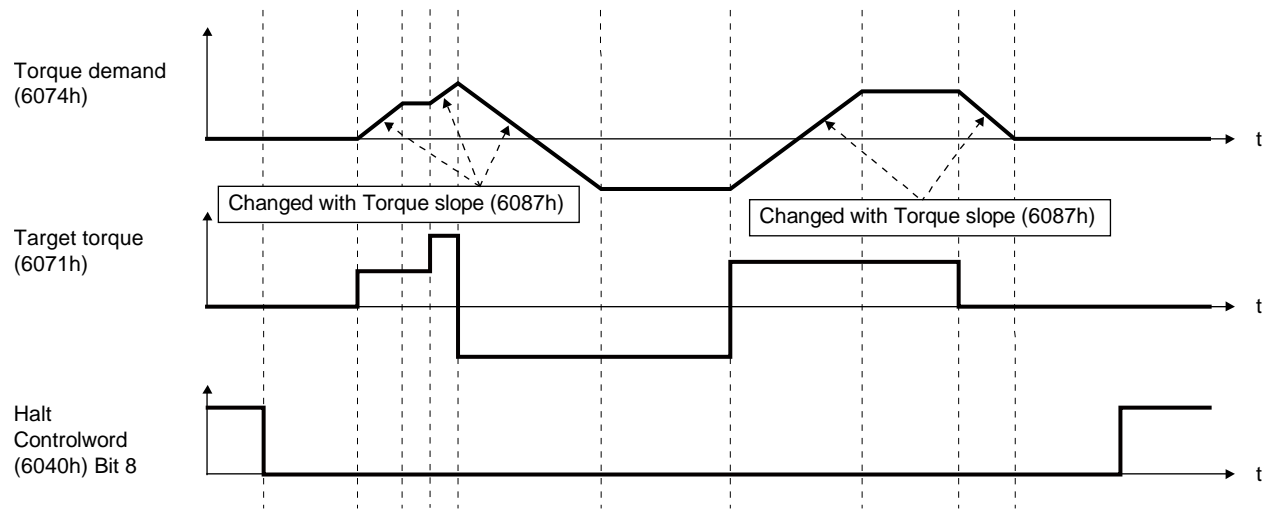 Torque demand
(6074h)
t
Changed with Torque slope (6087h)
Changed with Torque slope (6087h)
Target torque
(6071h)
t
Halt
Controlword
(6040h) Bit 8
t